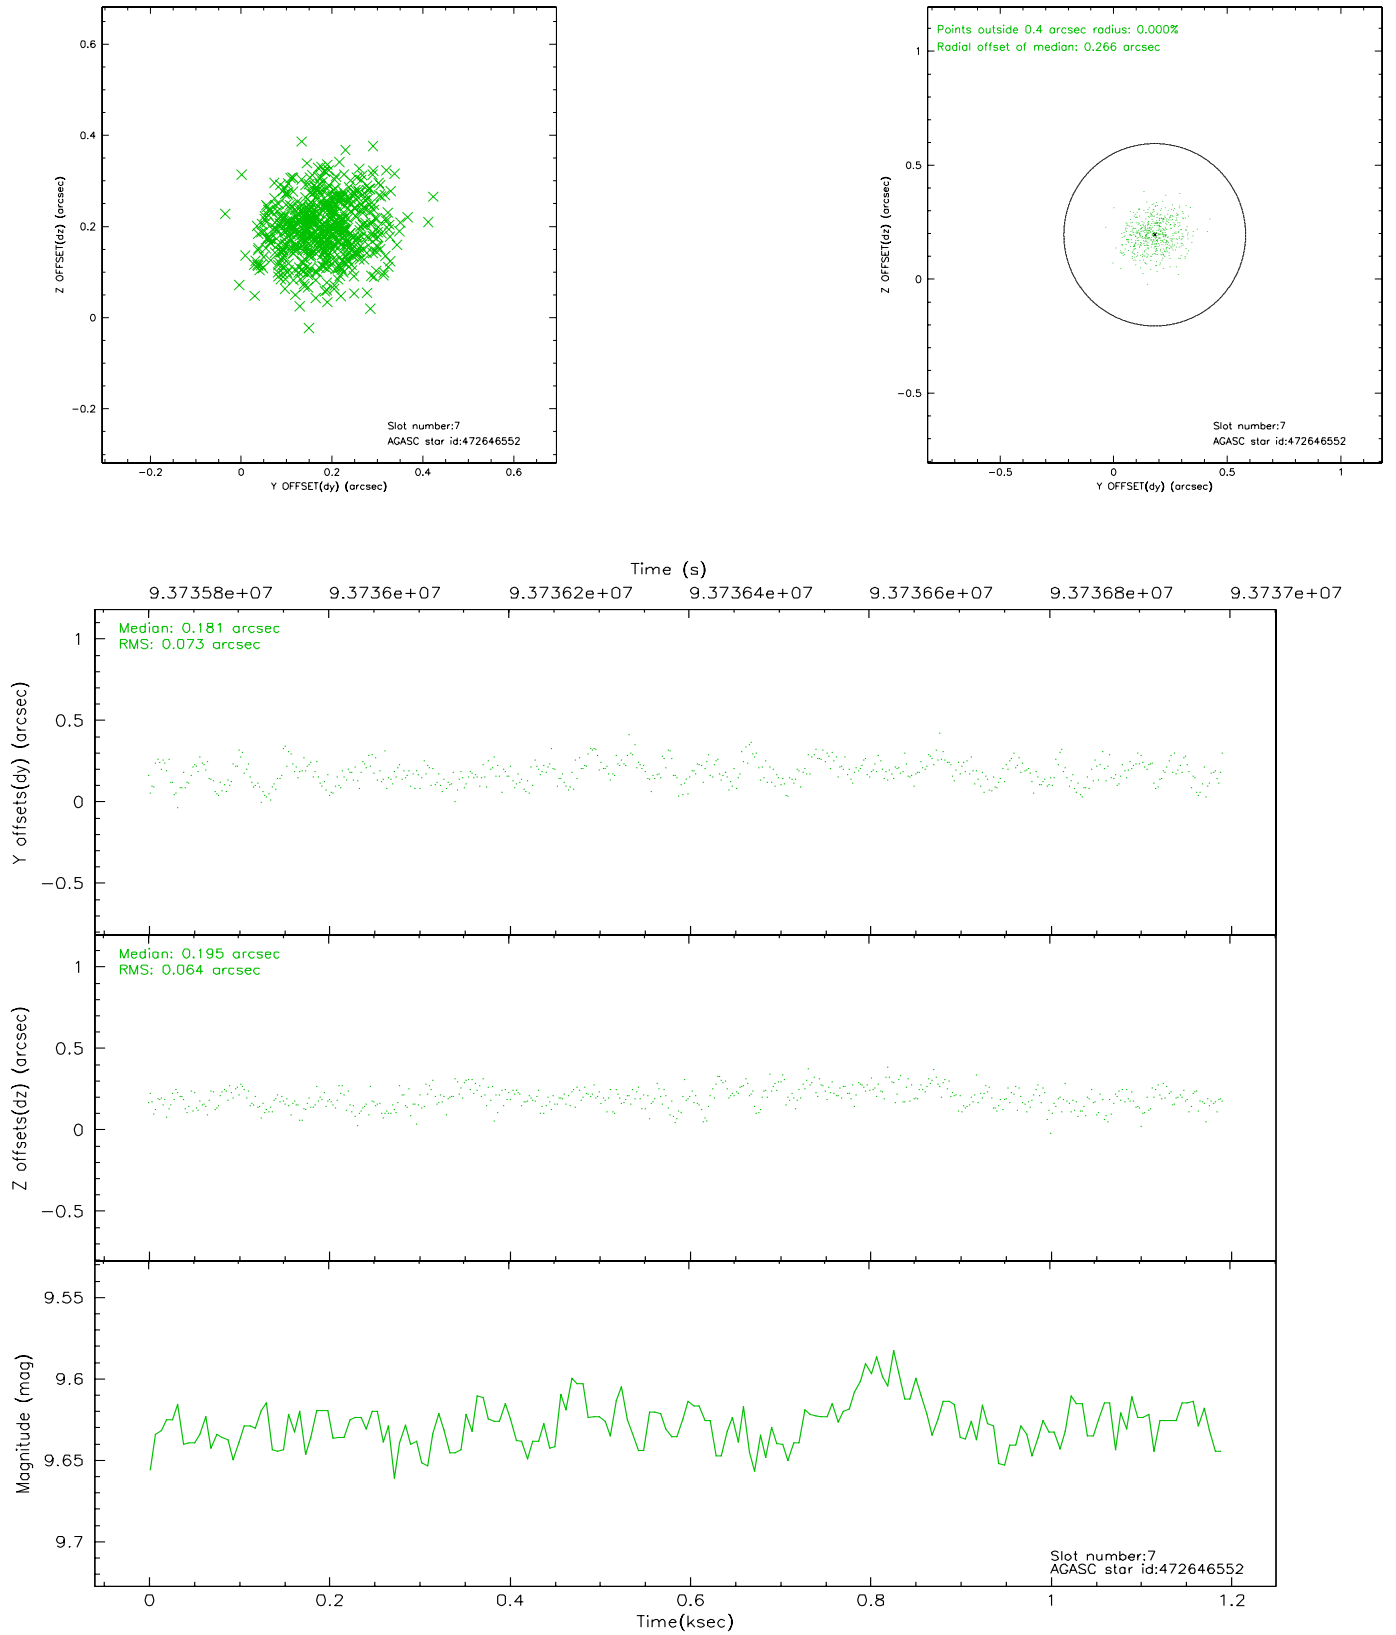 0.6
0.4
0.2
0
−0.2
Z OFFSET(dz) (arcsec)
Slot number:7
AGASC star id:472646552
−0.2 0 0.2 0.4 0.6
Y OFFSET(dy) (arcsec)
Points outside 0.4 arcsec radius: 0.000%
Radial offset of median: 0.266 arcsec
1
0.5
0
−0.5
Z OFFSET(dz) (arcsec)
Slot number:7
AGASC star id:472646552
−0.5 0 0.5 1
Y OFFSET(dy) (arcsec)
Time (s)
9.37358e+07 9.3736e+07 9.37362e+07 9.37364e+07 9.37366e+07 9.37368e+07 9.3737e+07
Median: 0.181 arcsec
RMS: 0.073 arcsec
1
0.5
0
−0.5
Y offsets(dy) (arcsec)
Median: 0.195 arcsec
RMS: 0.064 arcsec
1
0.5
0
−0.5
Z offsets(dz) (arcsec)
9.55
9.6
9.65
9.7
Magnitude (mag)
Slot number:7
AGASC star id:472646552
0 0.2 0.4 0.6 0.8 1 1.2
Time(ksec)